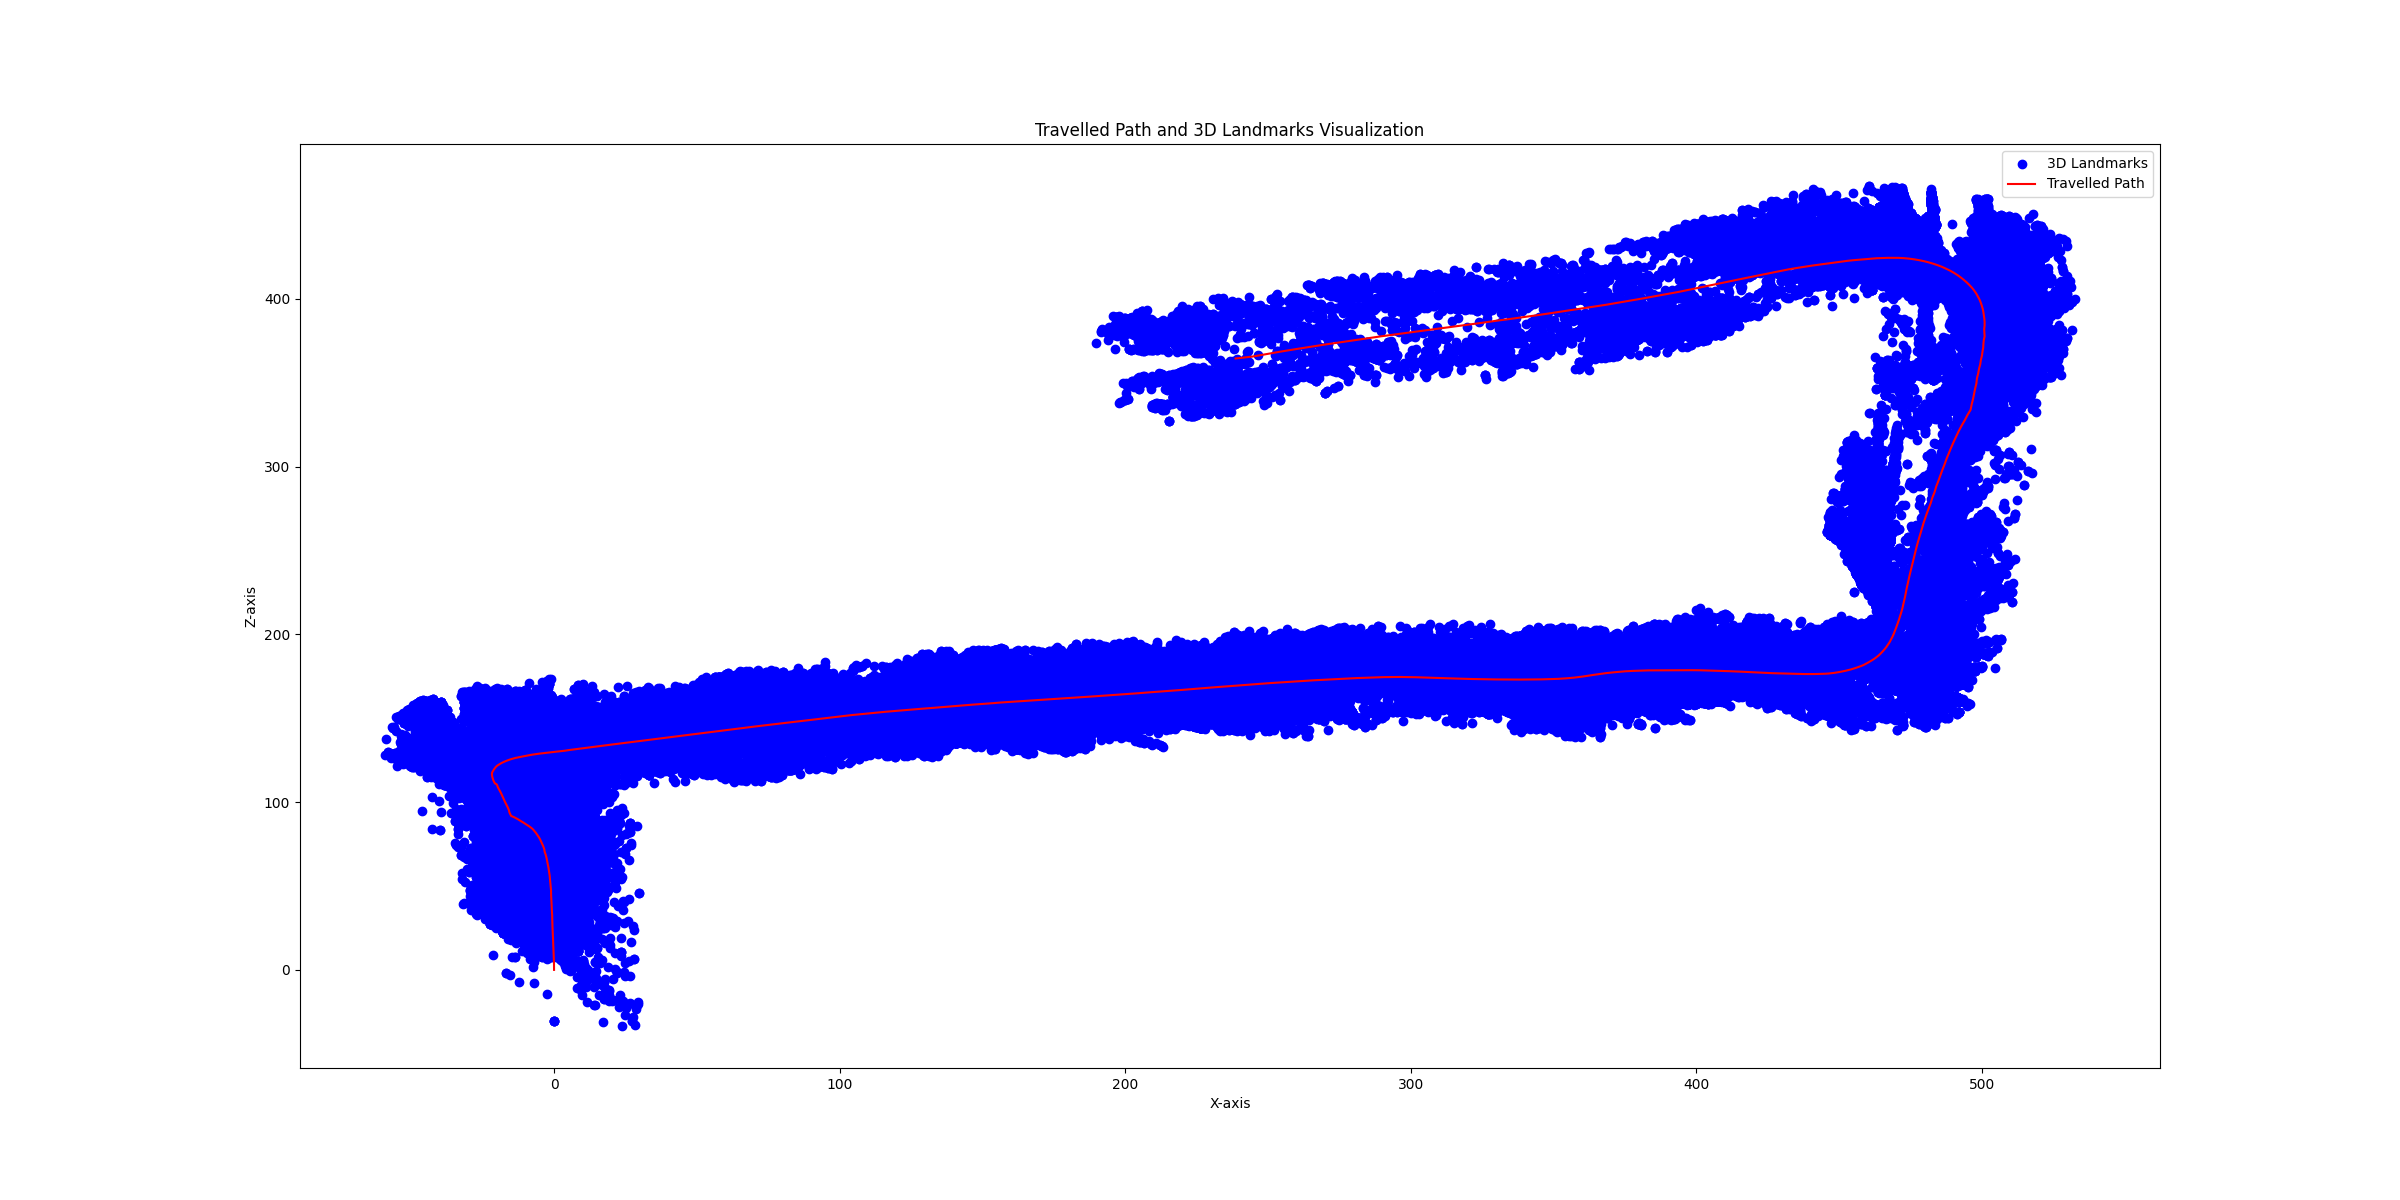 Travelled Path and 3D Landmarks Visualization
3D Landmarks
Travelled Path
400
300
200
100
0
Z-axis
0 100 200 300 400 500
X-axis